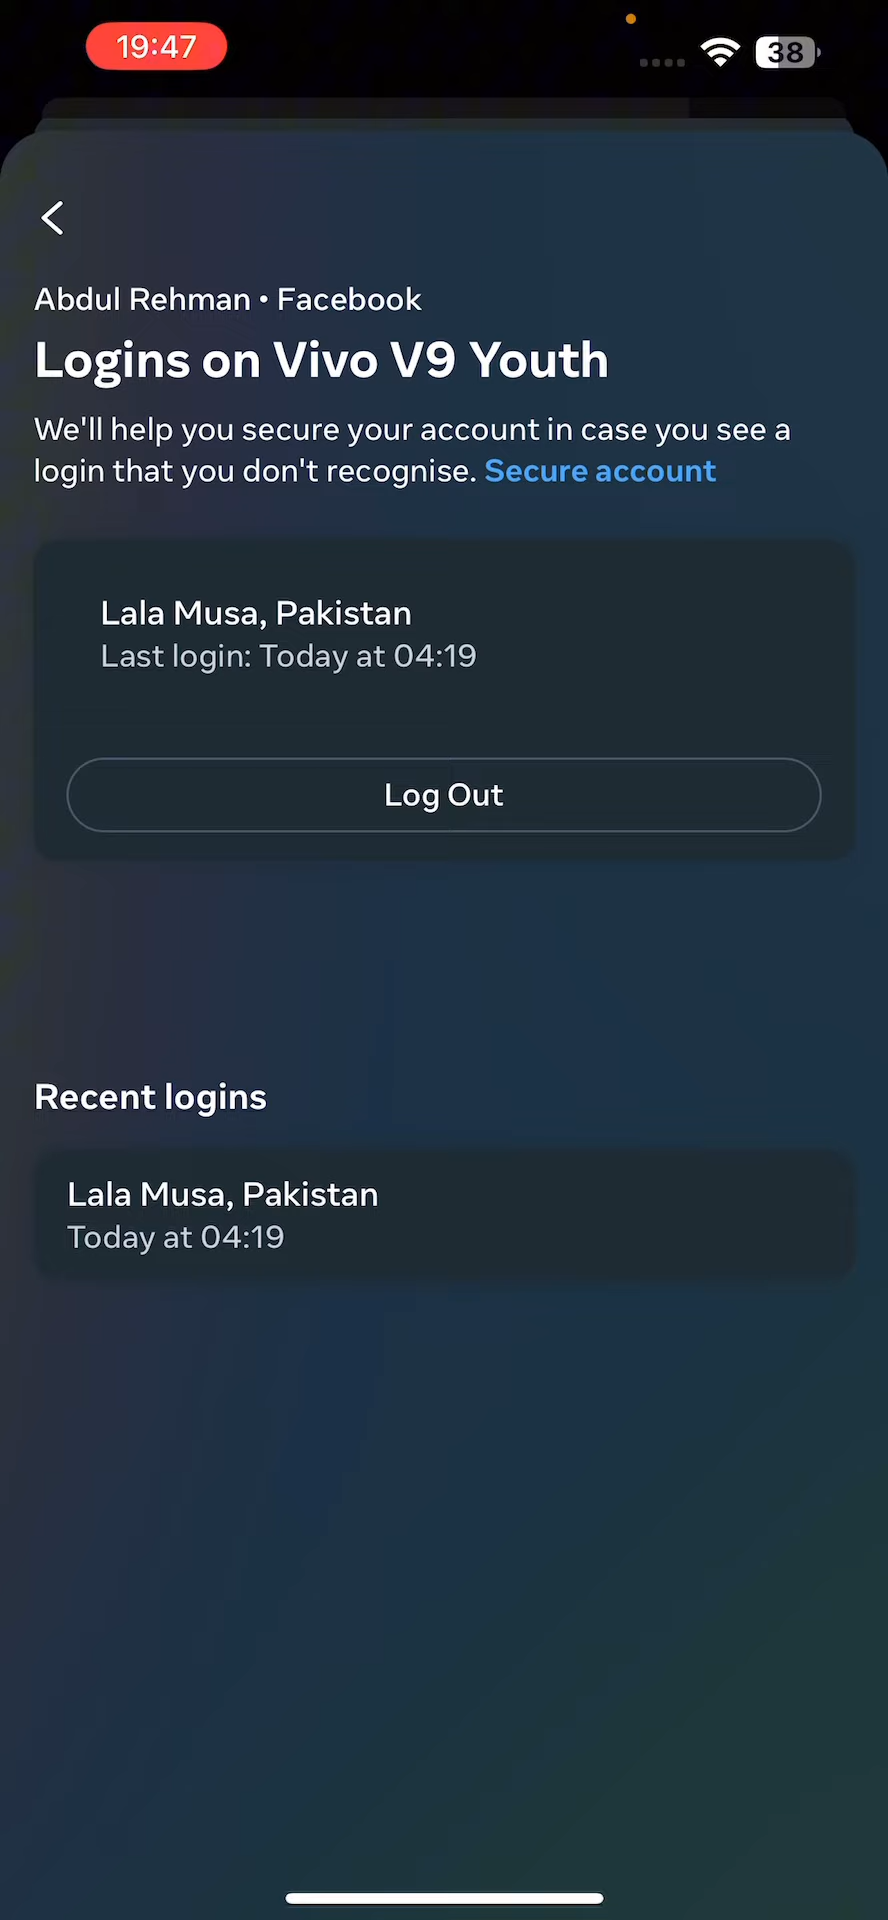 19:47
38
Abdul Rehman • Facebook
Logins on Vivo V9 Youth
We'll help you secure your account in case you see a
login that you don't recognise. Secure account
Lala Musa, Pakistan
Last login: Today at 04:19
Log Out
Recent logins
Lala Musa, Pakistan
Today at 04:19